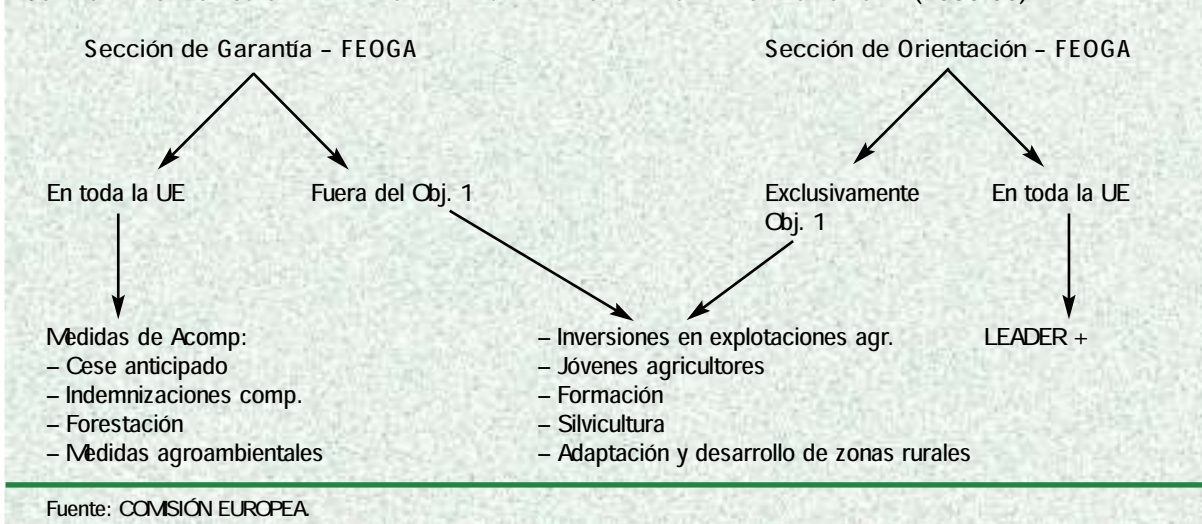 Sección de Garantía – FEOGA
Sección de Orientación – FEOGA
En toda la UE
Fuera del Obj. 1
Exclusivamente
Obj. 1
En toda la UE
Medidas de Acomp:
– Cese anticipado
– Indemnizaciones comp.
– Forestación
– Medidas agroambientales
– Inversiones en explotaciones agr.
– Jóvenes agricultores
– Formación
– Silvicultura
– Adaptación y desarrollo de zonas rurales
LEADER +
Fuente: COMISIÓN EUROPEA.